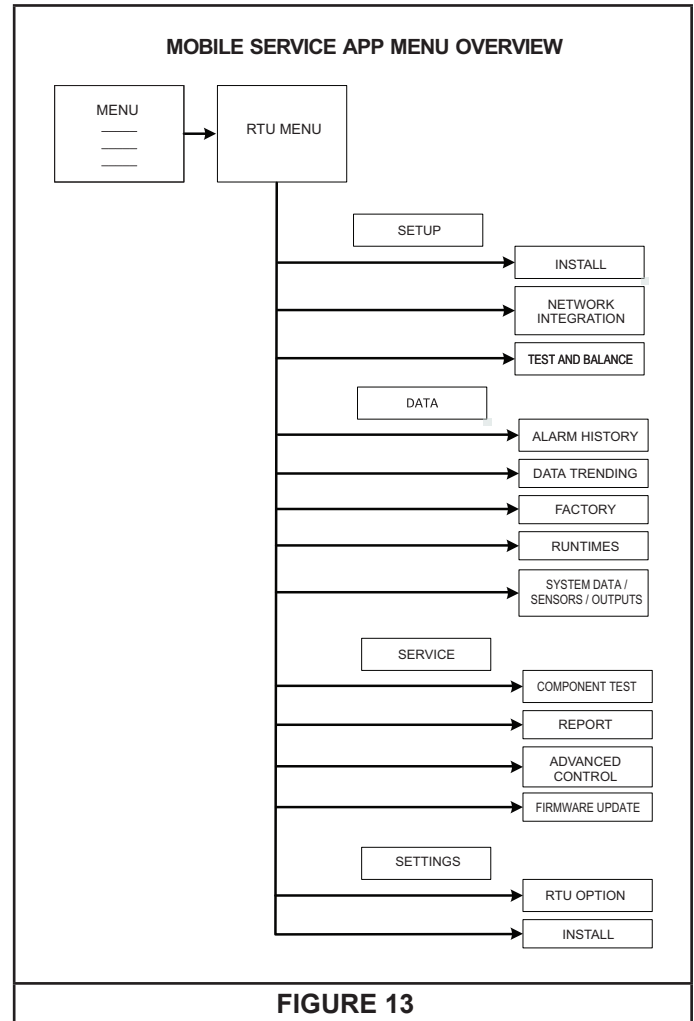 MOBILE SERVICE APP MENU OVERVIEW
MENU
RTU MENU
SETUP
INSTALL
NETWORK
INTEGRATION
TEST AND BALANCE
DATA
ALARM HISTORY
DATA TRENDING
FACTORY
RUNTIMES
SYSTEM DATA /
SENSORS / OUTPUTS
SERVICE
COMPONENT TEST
REPORT
ADVANCED
CONTROL
FIRMWARE UPDATE
SETTINGS
RTU OPTION
INSTALL
FIGURE 13